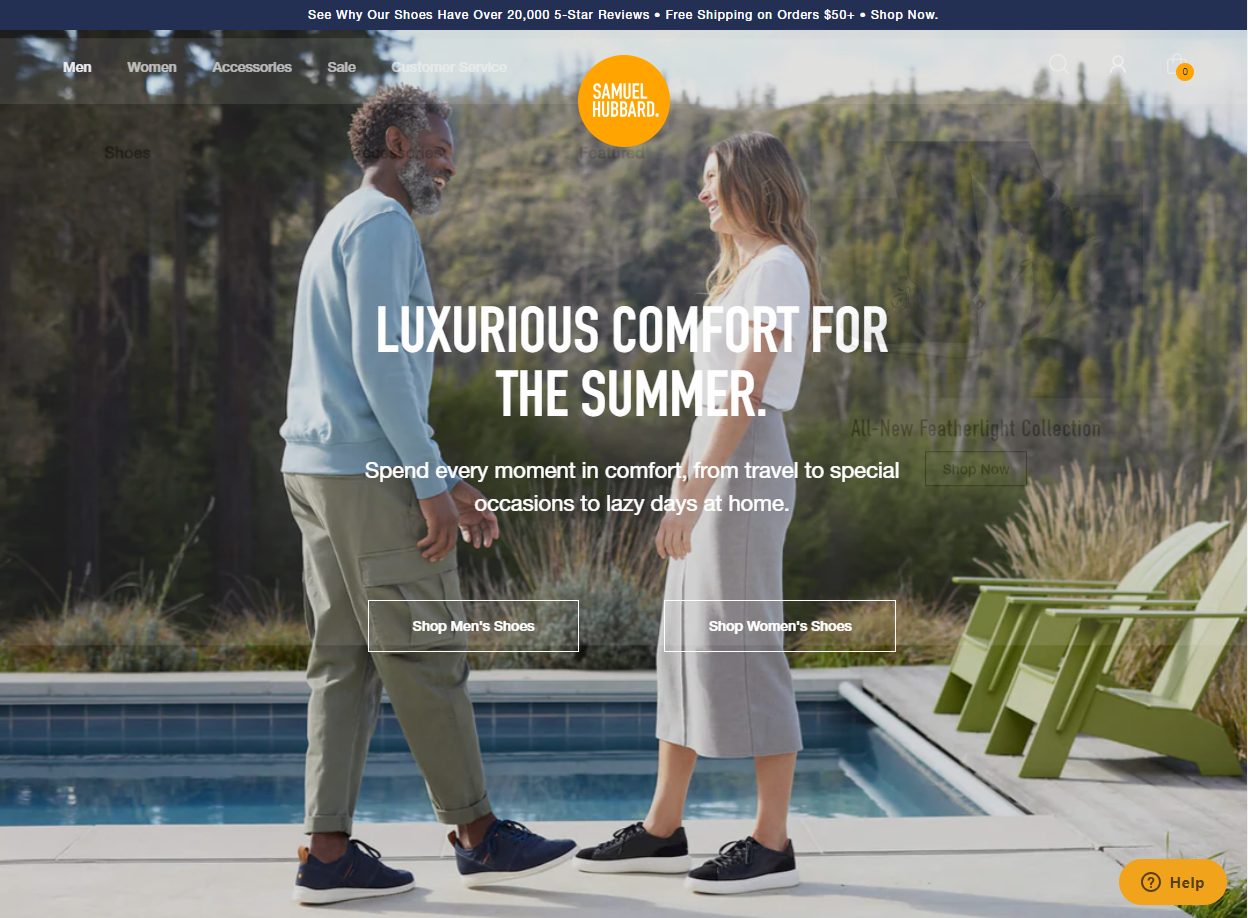 See Why Our Shoes Have Over 20,000 5-Star Reviews • Free Shipping on Orders $50+ • Shop Now.
Men Women Accessories Sale Customer Service
SAMUEL
HUBBARD.
0
Shoes Accessories Featured
LUXURIOUS COMFORT FOR
THE SUMMER.
All-New Featherlight Collection
Shop Now
Spend every moment in comfort, from travel to special
occasions to lazy days at home.
Shop Men's Shoes Shop Women's Shoes
Help